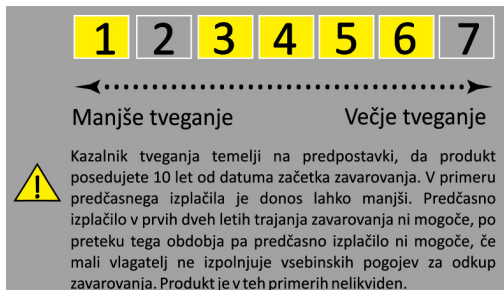 1 2 3 4 5 6 7
Manjše tveganje Večje tveganje
Kazalnik tveganja temelji na predpostavki, da produkt
posedujete 10 let od datuma začetka zavarovanja. V primeru
predčasnega izplačila je donos lahko manjši. Predčasno
izplačilo v prvih dveh letih trajanja zavarovanja ni mogoče, po
preteku tega obdobja pa predčasno izplačilo ni mogoče, če
mali vlagatelj ne izpolnjuje vsebinskih pogojev za odkup
zavarovanja. Produkt je v teh primerih nelikviden.